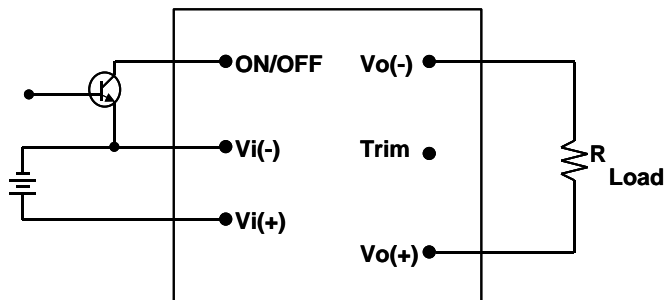 ON/OFF
Vo(-)
Vi(-)
Trim
R
Load
Vi(+)
Vo(+)